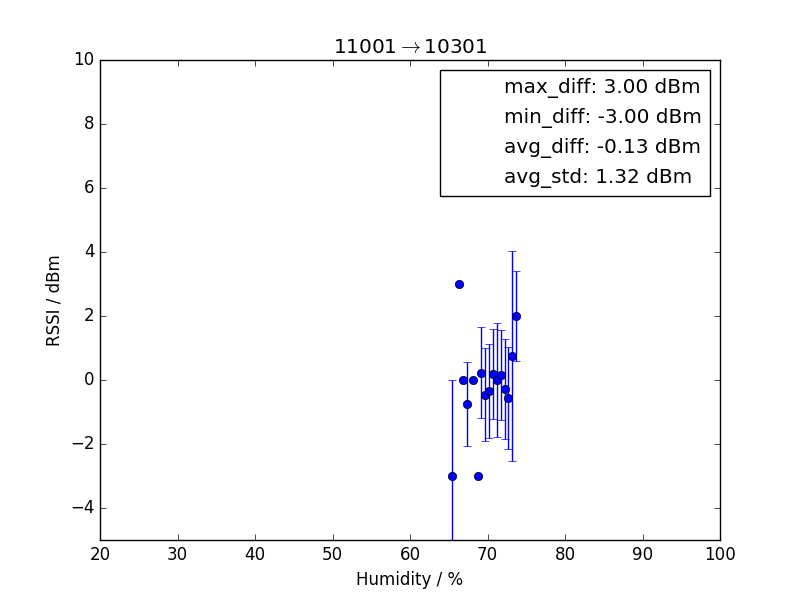 11001→10301
max_diff: 3.00 dBm
min_diff: -3.00 dBm
avg_diff: -0.13 dBm
avg_std: 1.32 dBm
RSSI / dBm
10
8
6
4
2
0
−2
−4
20 30 40 50 60 70 80 90 100
Humidity / %